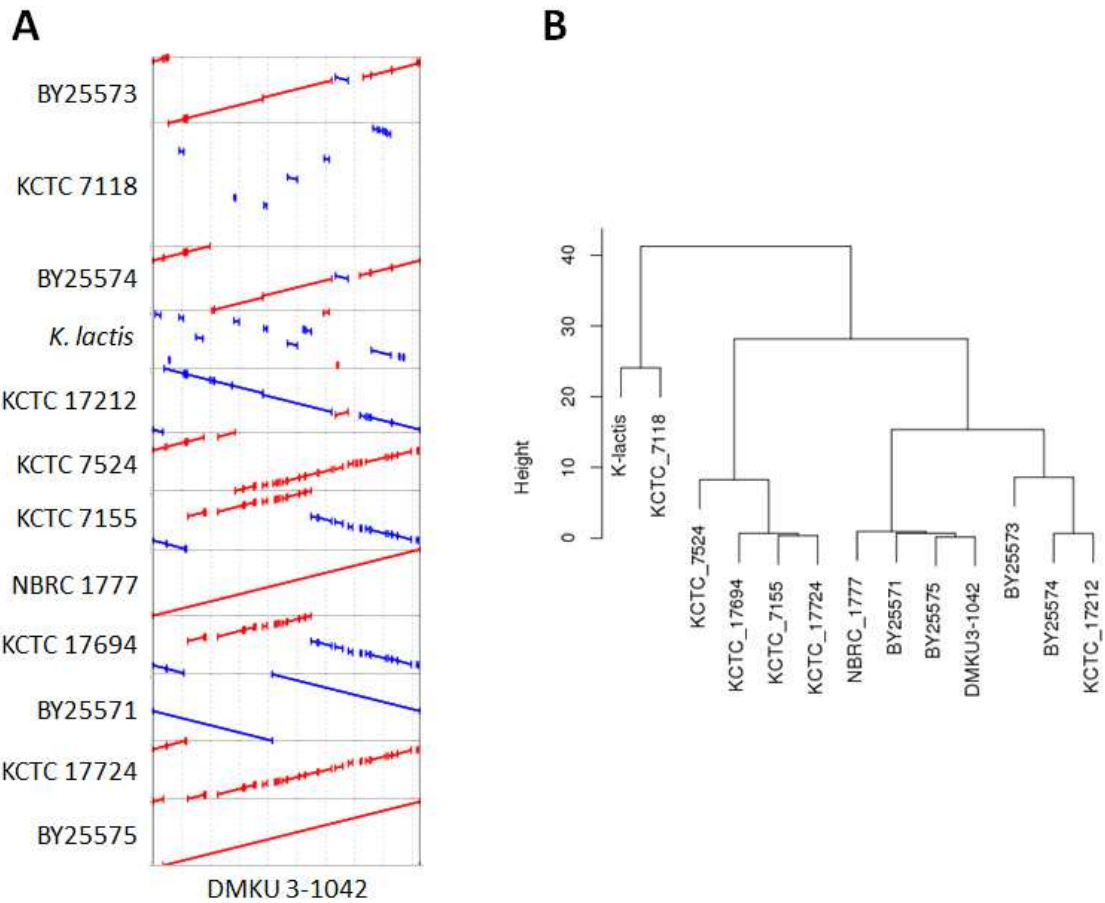 A
BY25573
KCTC 7118
BY25574
K. lactis
KCTC 17212
KCTC 7524
KCTC 7155
NBRC 1777
KCTC 17694
BY25571
KCTC 17724
BY25575
DMKU 3-1042
B
Height
0
10
20
30
40
K-lactis
KCTC_7118
KCTC_7524
KCTC_17694
KCTC_7155
KCTC_17724
NBRC_1777
BY25571
BY25575
DMKU3-1042
BY25573
BY25574
KCTC_17212